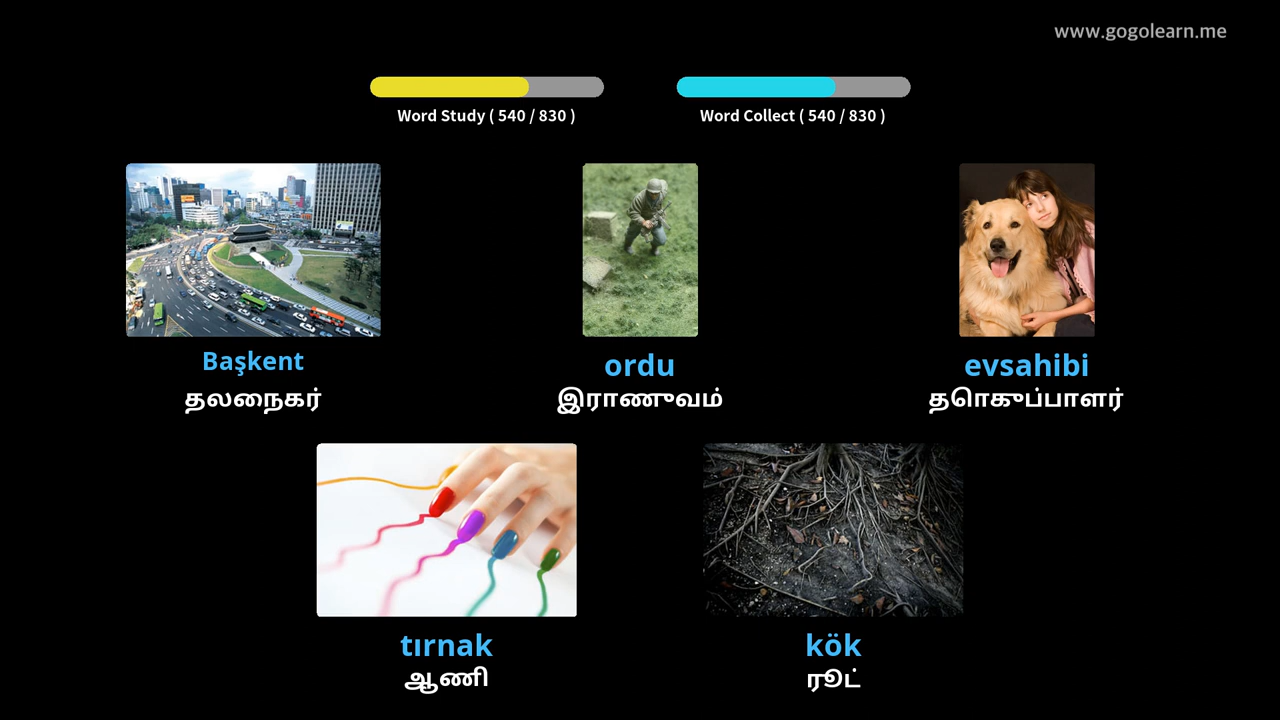 www.gogolearn.me
Word Study ( 540 / 830 )
Word Collect ( 540 / 830 )
Başkent
ordu
evsahibi
தலைநகர்
இராணுவம்
தொகுப்பாளர்
tırnak
kök
ஆணி
ரூட்